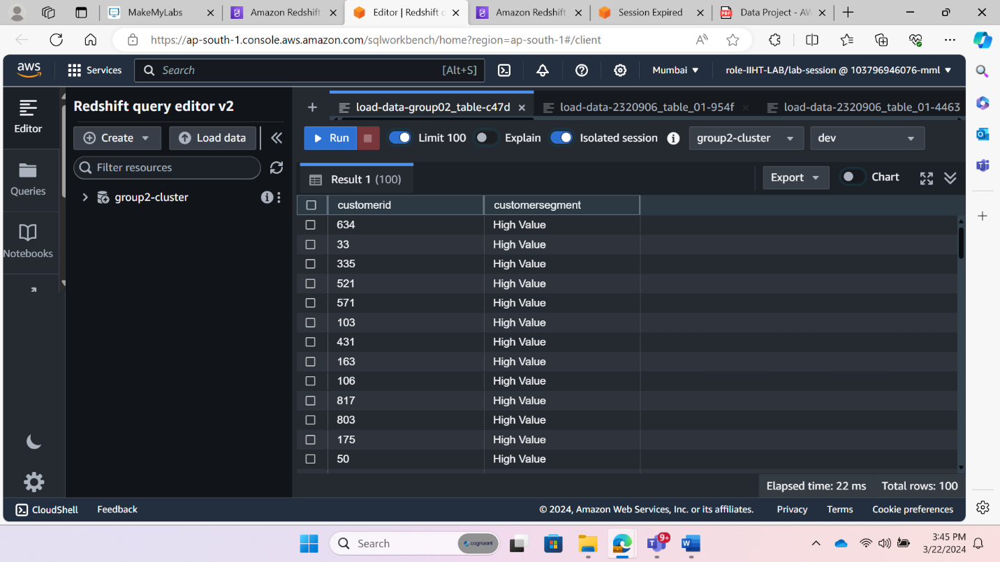 MakeMyLabs
Amazon Redshift
Editor | Redshift
Amazon Redshift
Session Expired
Data Project - AW
https://ap-south-1.console.aws.amazon.com/sqlworkbench/home?region=ap-south-1#/client
aws
Services
Search
[Alt+S]
Mumbai
role-IIHT-LAB/lab-session @ 103796946076-mml
Editor
Queries
Notebooks
Redshift query editor v2
Create
Load data
Filter resources
group2-cluster
load-data-group02_table-c47d
load-data-2320906_table_01-954f
load-data-2320906_table_01-4463
Run
Limit 100
Explain
Isolated session
group2-cluster
dev
Result 1 (100)
Export
Chart
customerid customersegment
634 High Value
33 High Value
335 High Value
521 High Value
571 High Value
103 High Value
431 High Value
163 High Value
106 High Value
817 High Value
803 High Value
175 High Value
50 High Value
Elapsed time: 22 ms Total rows: 100
CloudShell
Feedback
© 2024, Amazon Web Services, Inc. or its affiliates.
Privacy
Terms
Cookie preferences
Search
cognizant
9+
3:45 PM
3/22/2024